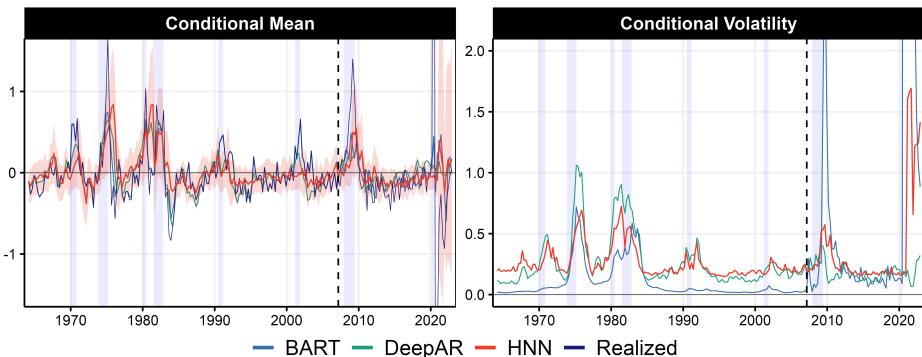 Conditional Mean
Conditional Volatility
1
0
-1
1970 1980 1990 2000 2010 2020
2.0
1.5
1.0
0.5
0.0
1970 1980 1990 2000 2010 2020
BART DeepAR HNN Realized